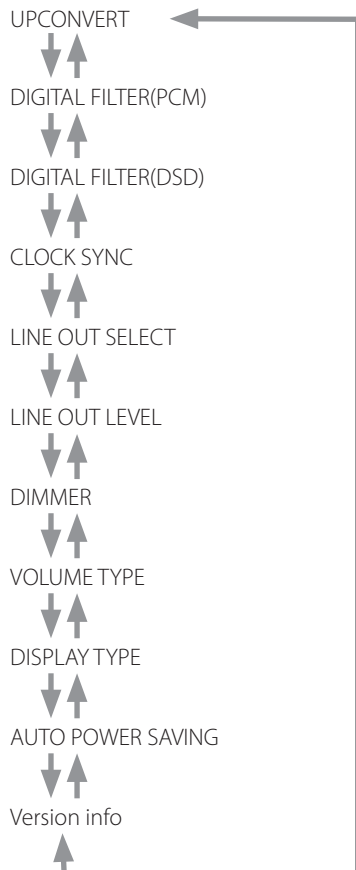 UPCONVERT
DIGITAL FILTER(PCM)
DIGITAL FILTER(DSD)
CLOCK SYNC
LINE OUT SELECT
LINE OUT LEVEL
DIMMER
VOLUME TYPE
DISPLAY TYPE
AUTO POWER SAVING
Version info